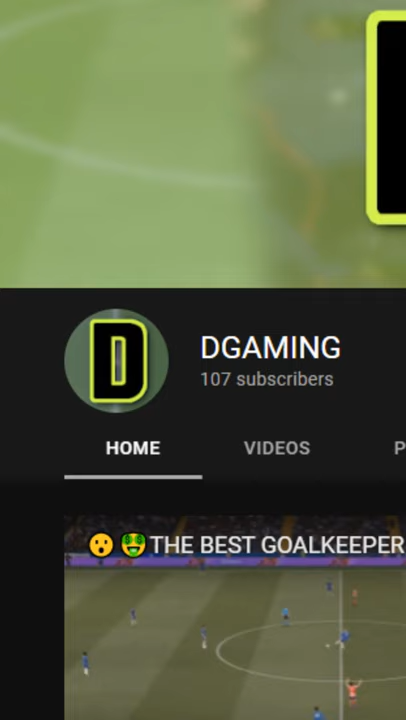 D
DGAMING
107 subscribers
HOME VIDEOS P
😮 🤑 THE BEST GOALKEEPER